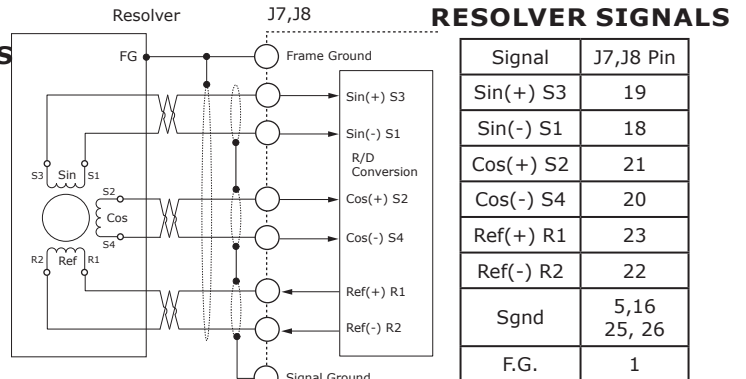 Resolver
J7,J8
RESOLVER SIGNALS
S
FG
Frame Ground
Sin(+) S3
Sin(-) S1
R/D
Conversion
Cos(+) S2
Cos(-) S4
Ref(+) R1
Ref(-) R2
Signal Ground
S3 Sin S1
S2
Cos
S4
R2 Ref R1
Signal J7,J8 Pin
Sin(+) S3 19
Sin(-) S1 18
Cos(+) S2 21
Cos(-) S4 20
Ref(+) R1 23
Ref(-) R2 22
Sgnd 5,16
25, 26
F.G. 1